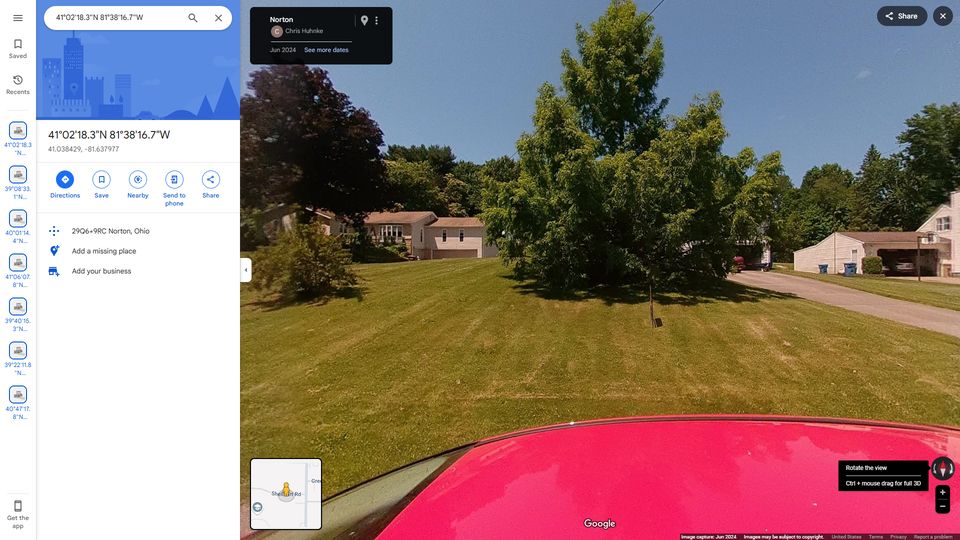 41°02'18.3"N 81°38'16.7"W
Saved
Recents
41°02'18.3
"N...
39°08'33.
1"N...
40°01'14.
4"N...
41°06'07.
8"N...
39°40'15.
3"N...
39°22'11.8
"N...
40°47'17.
8"N...
Get the
app
41°02'18.3"N 81°38'16.7"W
41.038429, -81.637977
Directions
Save
Nearby
Send to
phone
Share
29Q6+9RC Norton, Ohio
Add a missing place
Add your business
Norton
C Chris Huhnke
Jun 2024 See more dates
Share
Rotate the view
Ctrl + mouse drag for full 3D
Rd
Google
Image capture: Jun 2024 Images may be subject to copyright. United States Terms Privacy Report a problem